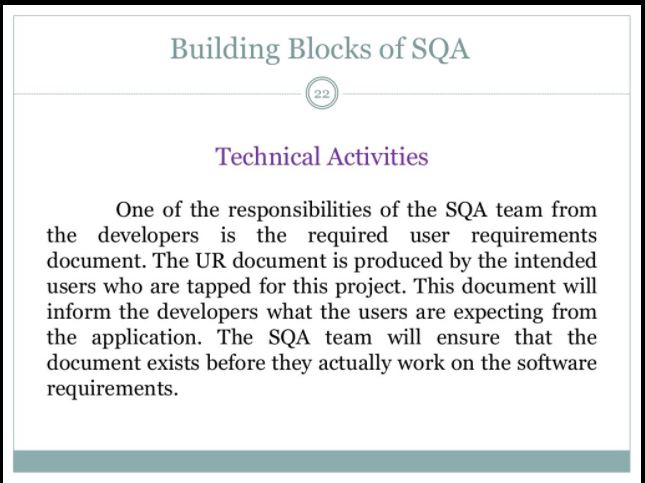 Building Blocks of SQA
22
Technical Activities
One of the responsibilities of the SQA team from
the developers is the required user requirements
document. The UR document is produced by the intended
users who are tapped for this project. This document will
inform the developers what the users are expecting from
the application. The SQA team will ensure that the
document exists before they actually work on the software
requirements.